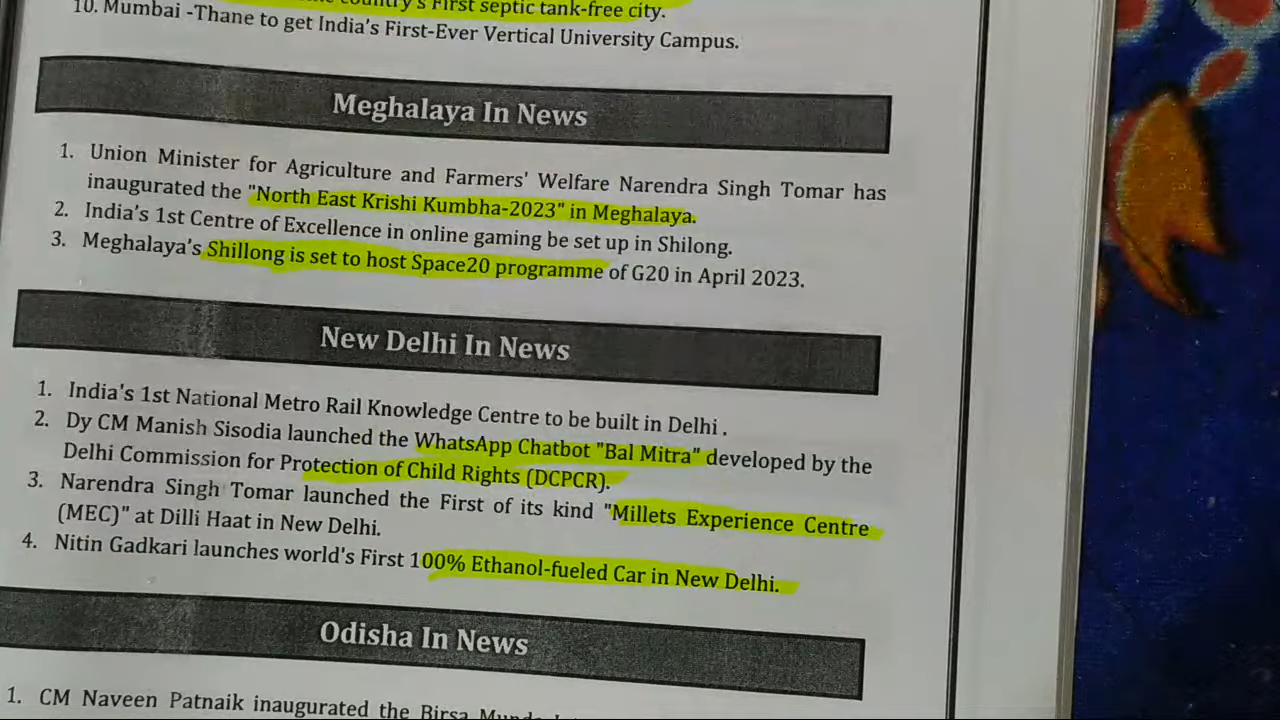 country's First septic tank-free city.
10. Mumbai -Thane to get India's First-Ever Vertical University Campus.
Meghalaya In News
1. Union Minister for Agriculture and Farmers' Welfare Narendra Singh Tomar has
inaugurated the "North East Krishi Kumbha-2023" in Meghalaya.
2. India's 1st Centre of Excellence in online gaming be set up in Shilong.
3. Meghalaya's Shillong is set to host Space20 programme of G20 in April 2023.
New Delhi In News
1. India's 1st National Metro Rail Knowledge Centre to be built in Delhi .
2. Dy CM Manish Sisodia launched the WhatsApp Chatbot "Bal Mitra" developed by the
Delhi Commission for Protection of Child Rights (DCPCR).
3. Narendra Singh Tomar launched the First of its kind "Millets Experience Centre
(MEC)" at Dilli Haat in New Delhi.
4. Nitin Gadkari launches world's First 100% Ethanol-fueled Car in New Delhi.
Odisha In News
1. CM Naveen Patnaik inaugurated the Birsa